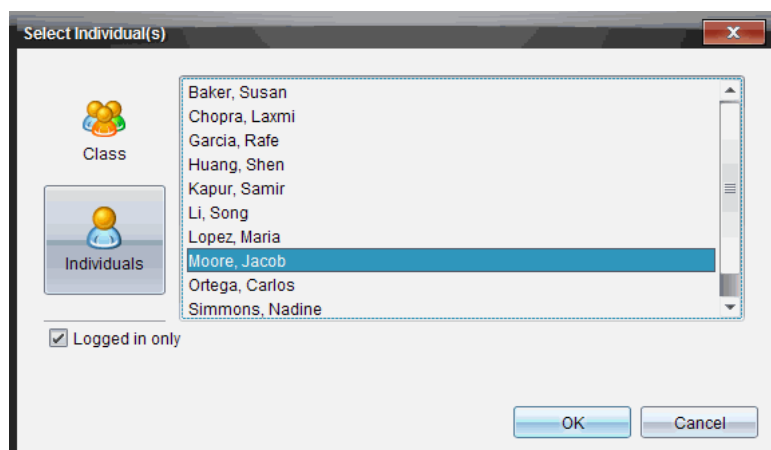 Select Individual(s)
x
Class
Individuals
Baker, Susan
Chopra, Laxmi
Garcia, Rafe
Huang, Shen
Kapur, Samir
Li, Song
Lopez, Maria
Moore, Jacob
Ortega, Carlos
Simmons, Nadine
Logged in only
OK
Cancel